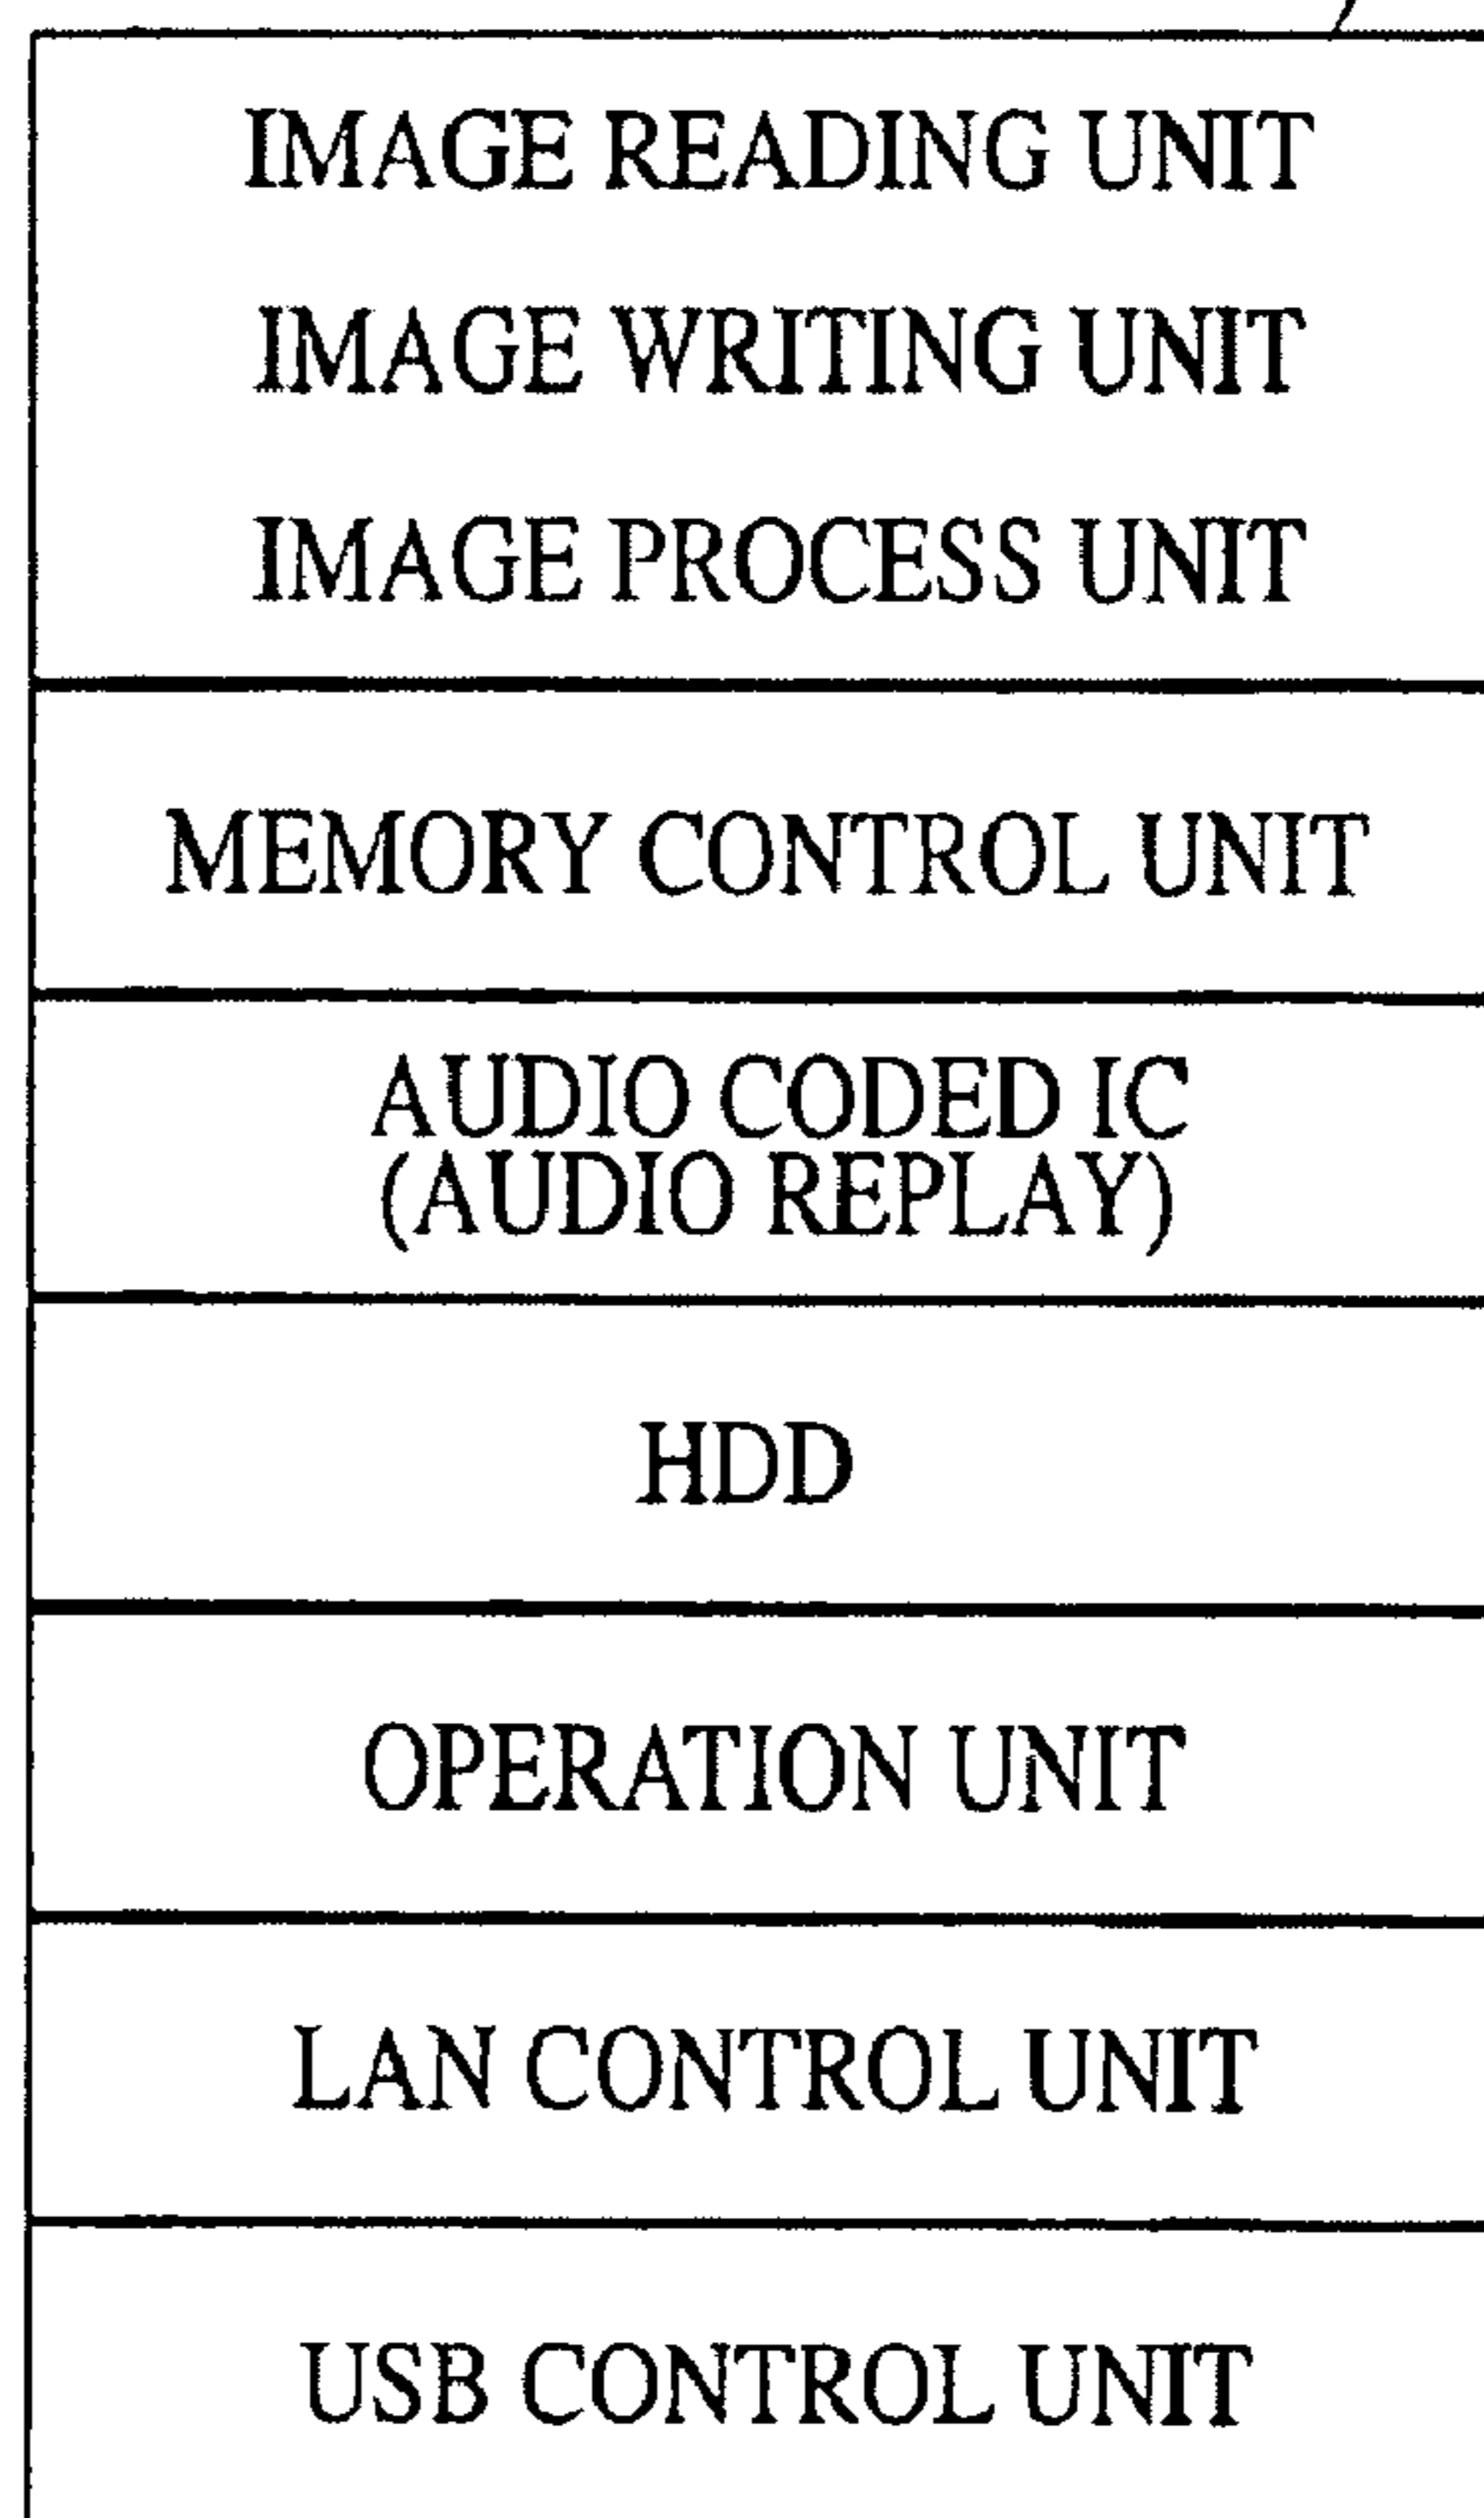 IMAGE READING UNIT
IMAGE WRITING UNIT
IMAGE PROCESS UNIT
MEMORY CONTROL UNIT
AUDIO CODED IC
(AUDIO REPLAY)
HDD
OPERATION UNIT
LAN CONTROL UNIT
USB CONTROL UNIT